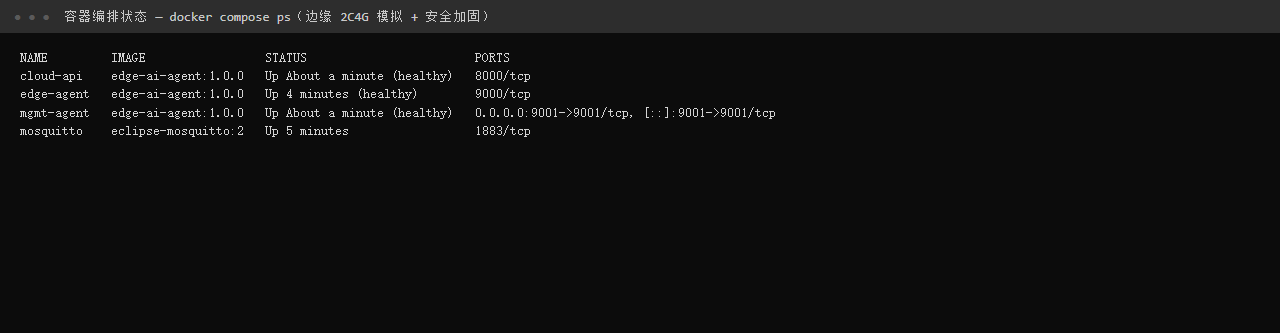 容器编排状态 — docker compose ps（边缘 2C4G 模拟 + 安全加固）
NAME IMAGE STATUS PORTS
cloud-api edge-ai-agent:1.0.0 Up About a minute (healthy) 8000/tcp
edge-agent edge-ai-agent:1.0.0 Up 4 minutes (healthy) 9000/tcp
mgmt-agent edge-ai-agent:1.0.0 Up About a minute (healthy) 0.0.0.0:9001->9001/tcp, [::]:9001->9001/tcp
mosquitto eclipse-mosquitto:2 Up 5 minutes 1883/tcp